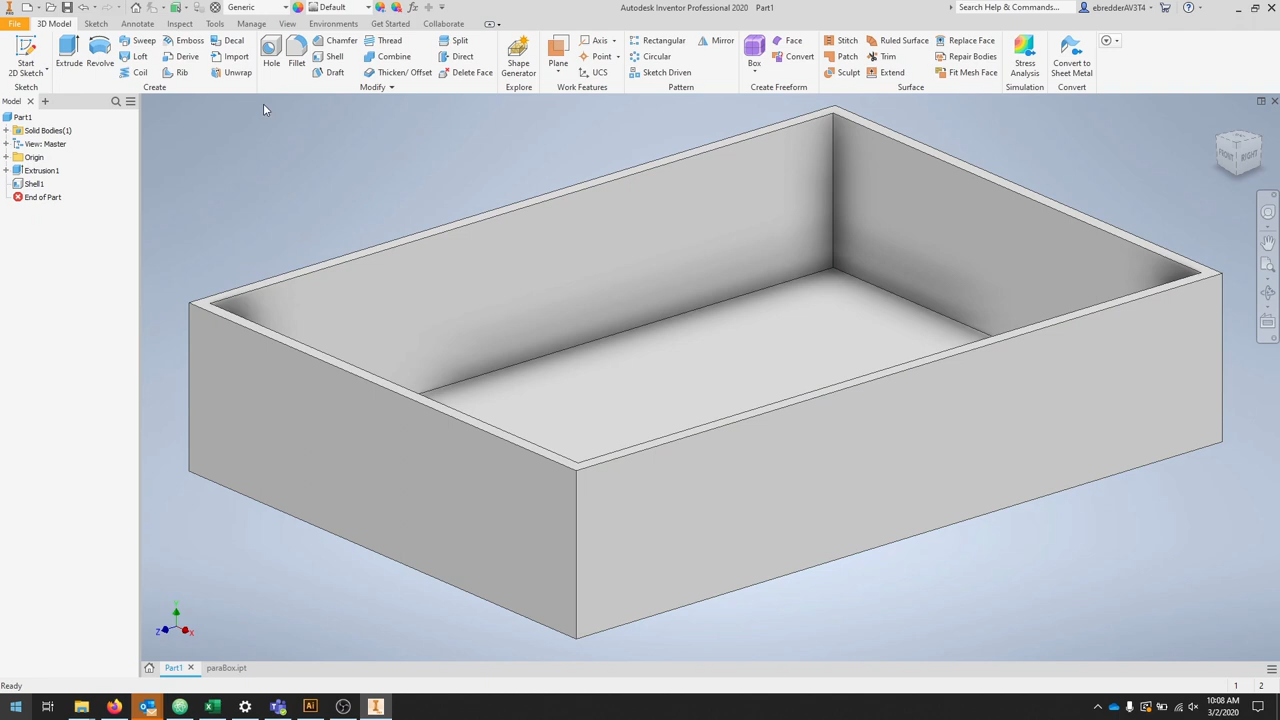 Generic
Default
Autodesk Inventor Professional 2020 Part1
Search Help & Commands...
ebredderAV3T4
File
3D Model
Sketch
Annotate
Inspect
Tools
Manage
View
Environments
Get Started
Collaborate
Start
2D Sketch
Sketch
Extrude
Revolve
Sweep
Loft
Coil
Emboss
Derive
Rib
Decal
Import
Unwrap
Create
Hole
Fillet
Chamfer
Shell
Draft
Thread
Combine
Thicken/ Offset
Split
Direct
Delete Face
Modify
Shape
Generator
Explore
Plane
Axis
Point
UCS
Work Features
Rectangular
Circular
Sketch Driven
Mirror
Pattern
Box
Face
Convert
Create Freeform
Stitch
Patch
Sculpt
Ruled Surface
Trim
Extend
Replace Face
Repair Bodies
Fit Mesh Face
Surface
Stress
Analysis
Simulation
Convert to
Sheet Metal
Convert
Model
Part1
Solid Bodies(1)
View: Master
Origin
Extrusion1
Shell1
End of Part
FRONT
RIGHT
Y
Z
X
Part1
paraBox.ipt
Ready
1
2
10:08 AM
3/2/2020